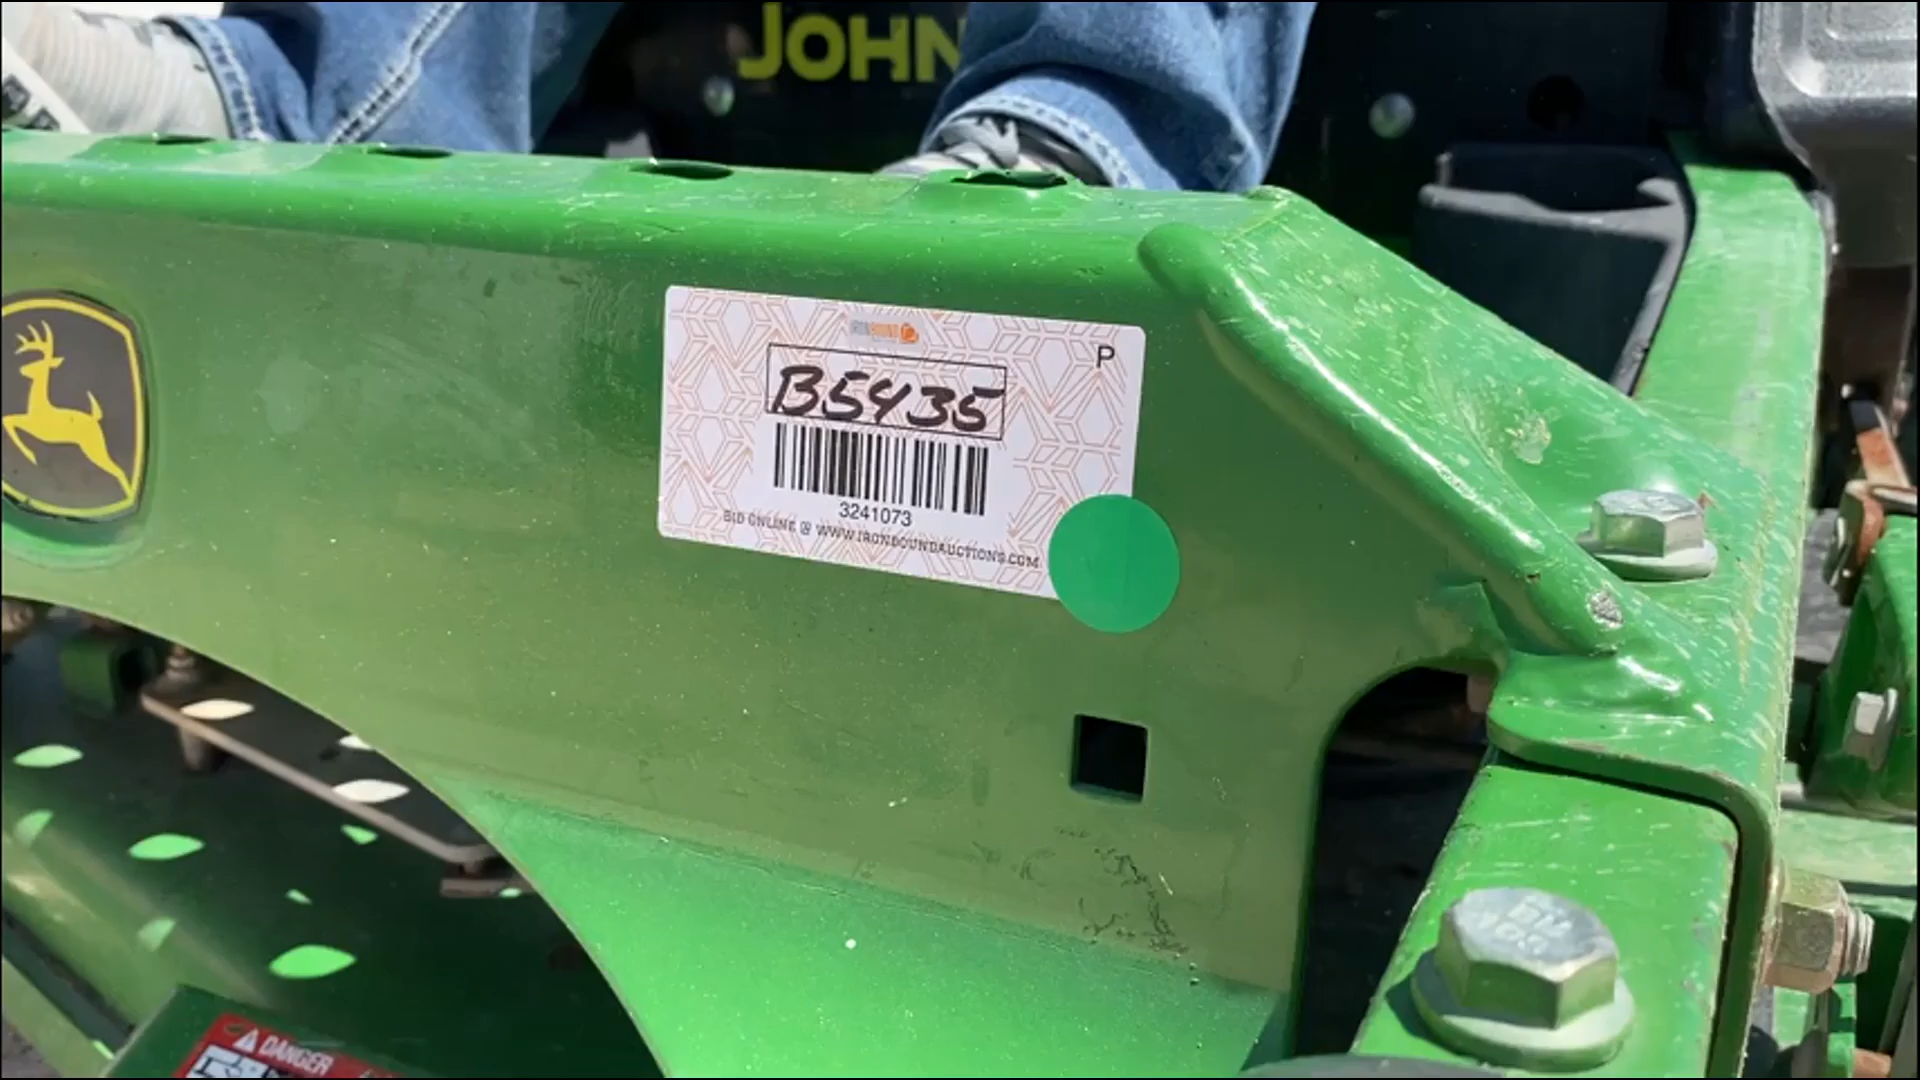 JOHN
P
B5435
3241073
BID ONLINE @ WWW.IRONBOUNDAUCTIONS.COM
DANGER